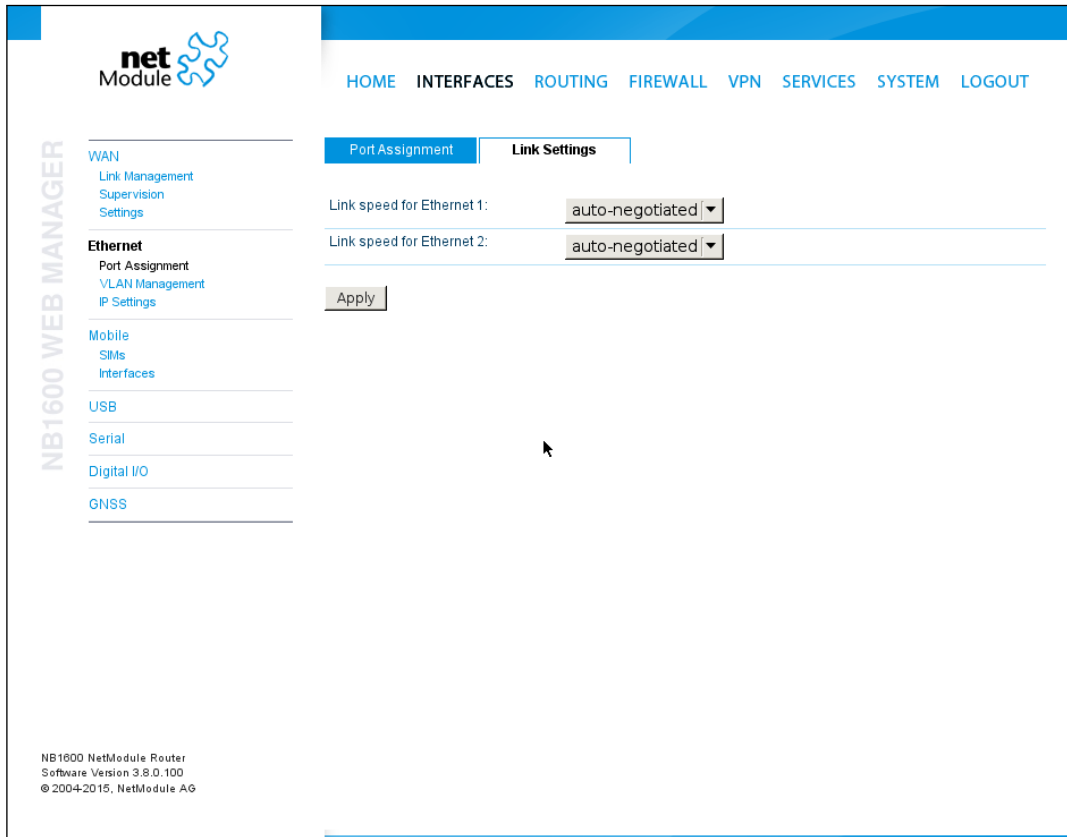 net
Module
HOME INTERFACES ROUTING FIREWALL VPN SERVICES SYSTEM LOGOUT
NB1600 WEB MANAGER
WAN
Link Management
Supervision
Settings
Ethernet
Port Assignment
VLAN Management
IP Settings
Mobile
SIMs
Interfaces
USB
Serial
Digital I/O
GNSS
Port Assignment Link Settings
Link speed for Ethernet 1: auto-negotiated
Link speed for Ethernet 2: auto-negotiated
Apply
NB1600 NetModule Router
Software Version 3.8.0.100
© 2004-2015, NetModule AG